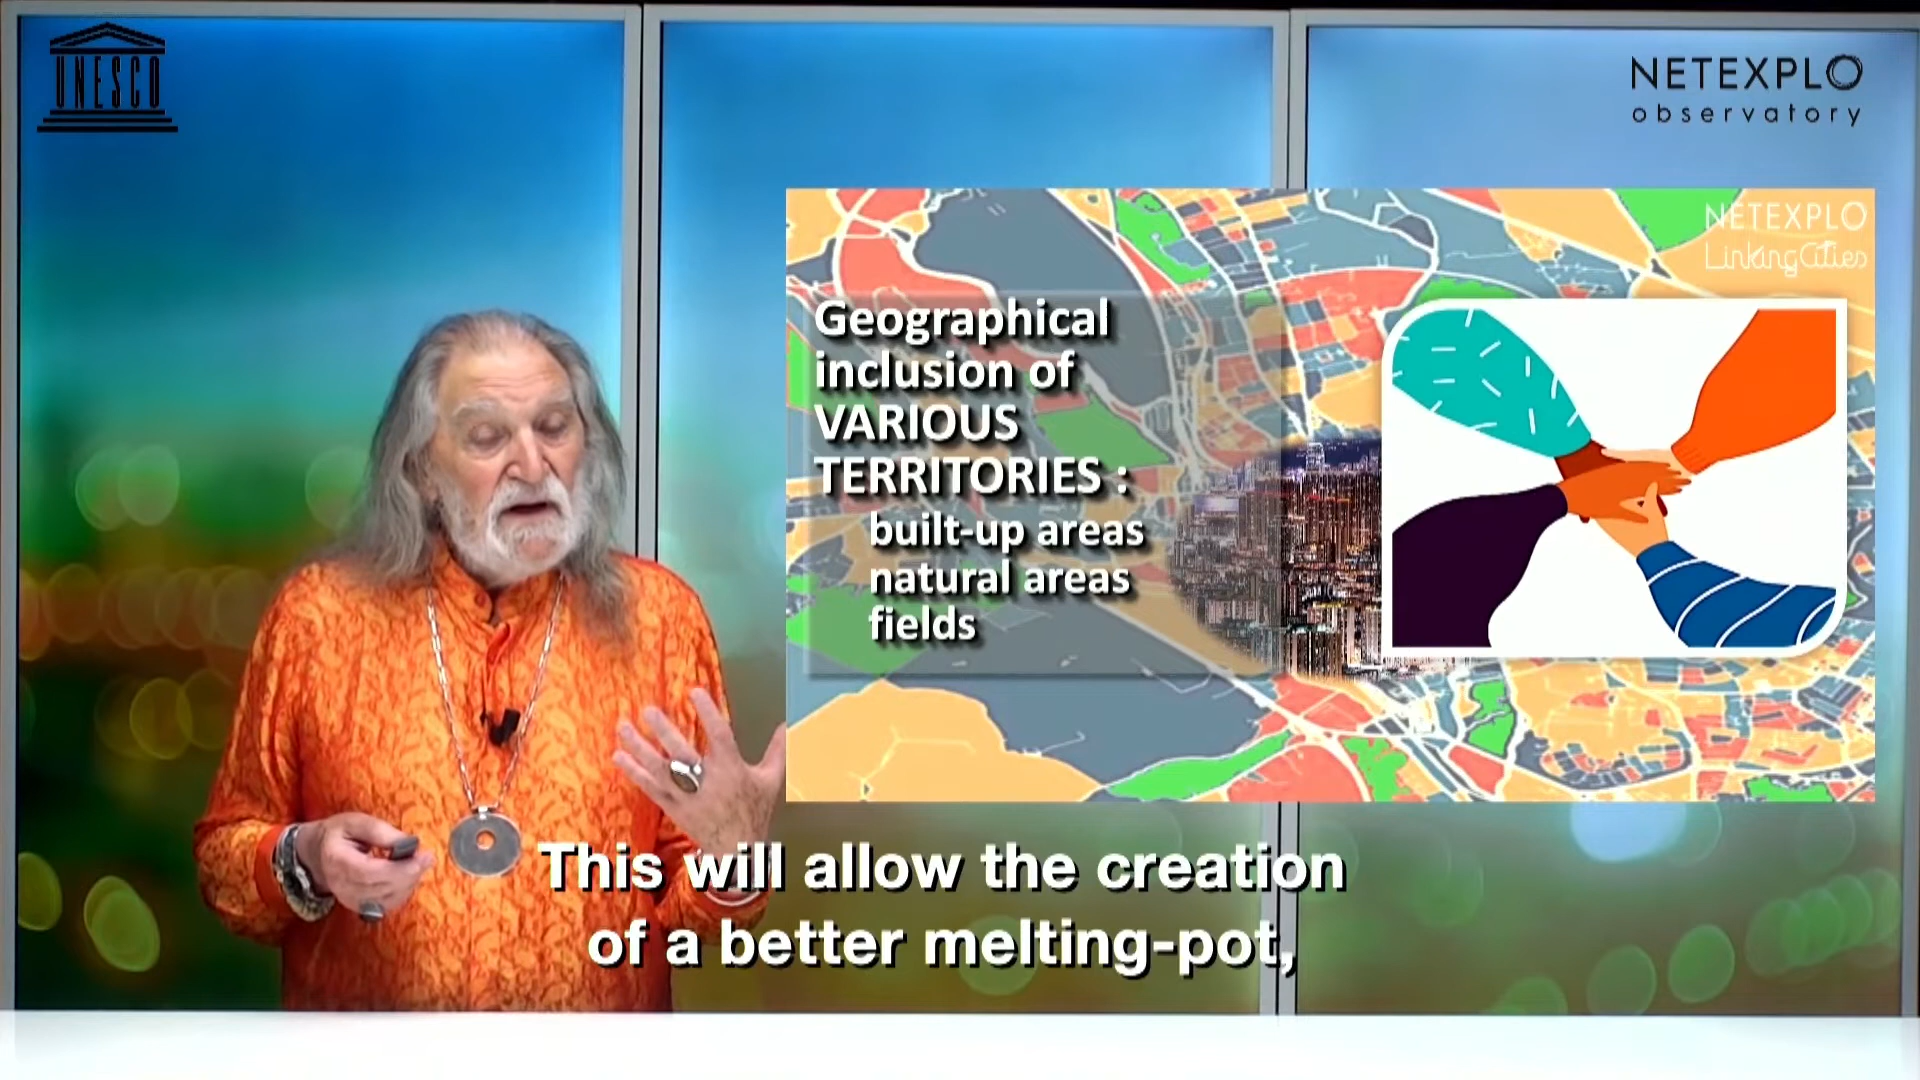 UNESCO
NETEXPLO
observatory
NETEXPLO
LinkingCities
Geographical
inclusion of
VARIOUS
TERRITORIES :
built-up areas
natural areas
fields
This will allow the creation
of a better melting-pot,